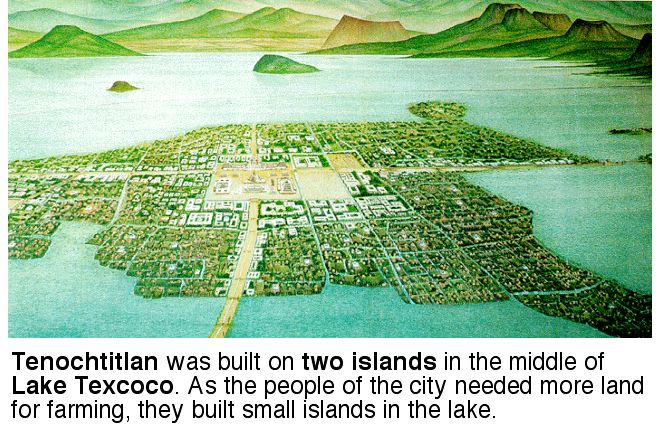 Tenochtitlan was built on two islands in the middle of
Lake Texcoco. As the people of the city needed more land
for farming, they built small islands in the lake.